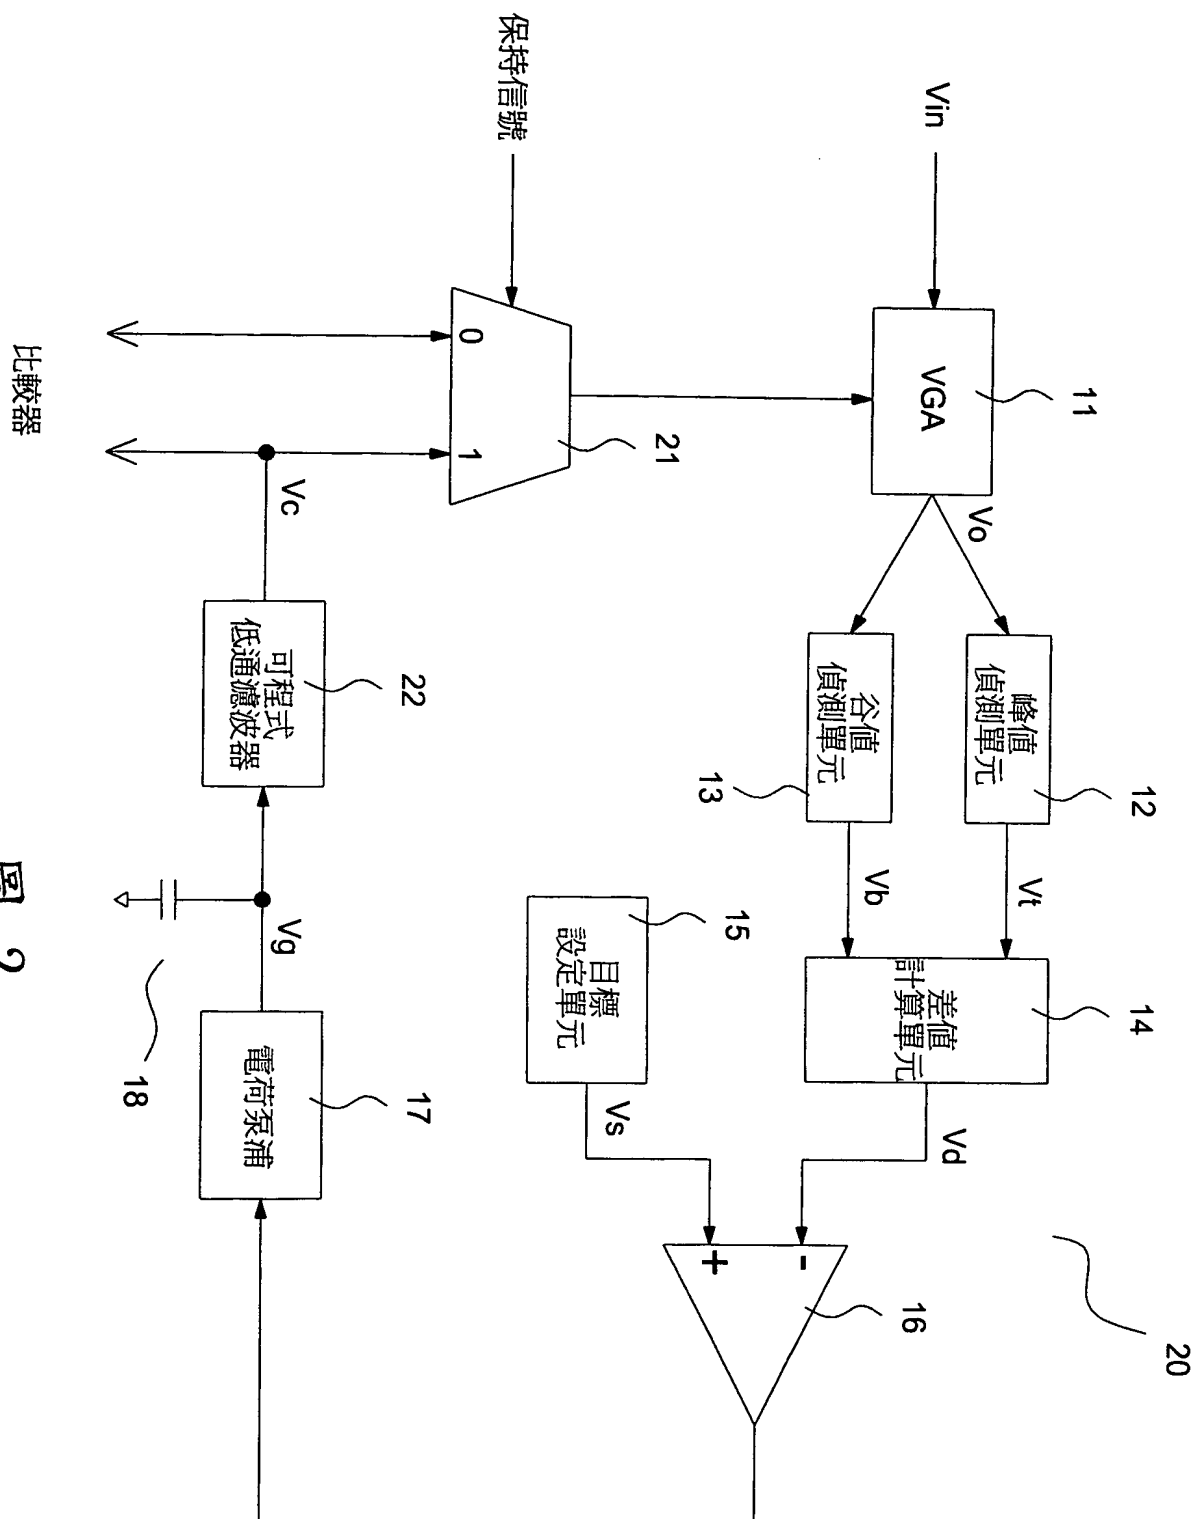 20
Vin
VGA
11
Vo
峰值
偵測單元
12
Vt
谷值
偵測單元
13
Vb
差值
計算單元
14
Vd
-
+
16
目標
設定單元
15
Vs
保持信號
0
1
21
比較器
Vc
可程式
低通濾波器
22
Vg
18
電荷泵浦
17
圖 2